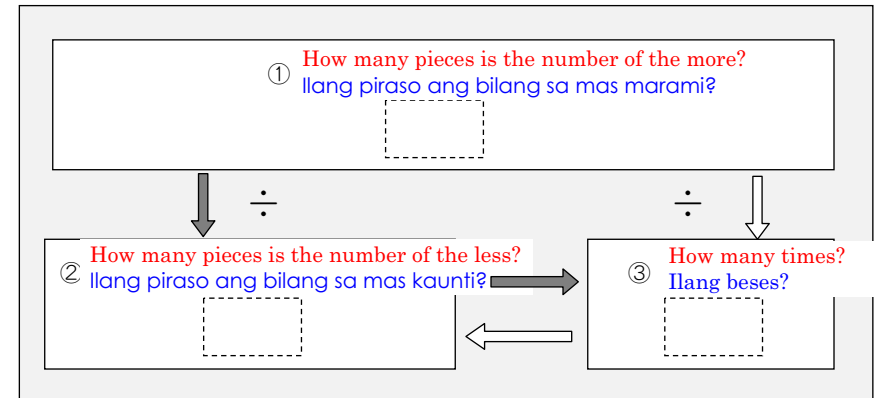 ① How many pieces is the number of the more?
Ilang piraso ang bilang sa mas marami?
÷ ÷
② How many pieces is the number of the less?
Ilang piraso ang bilang sa mas kaunti?
③ How many times?
Ilang beses?